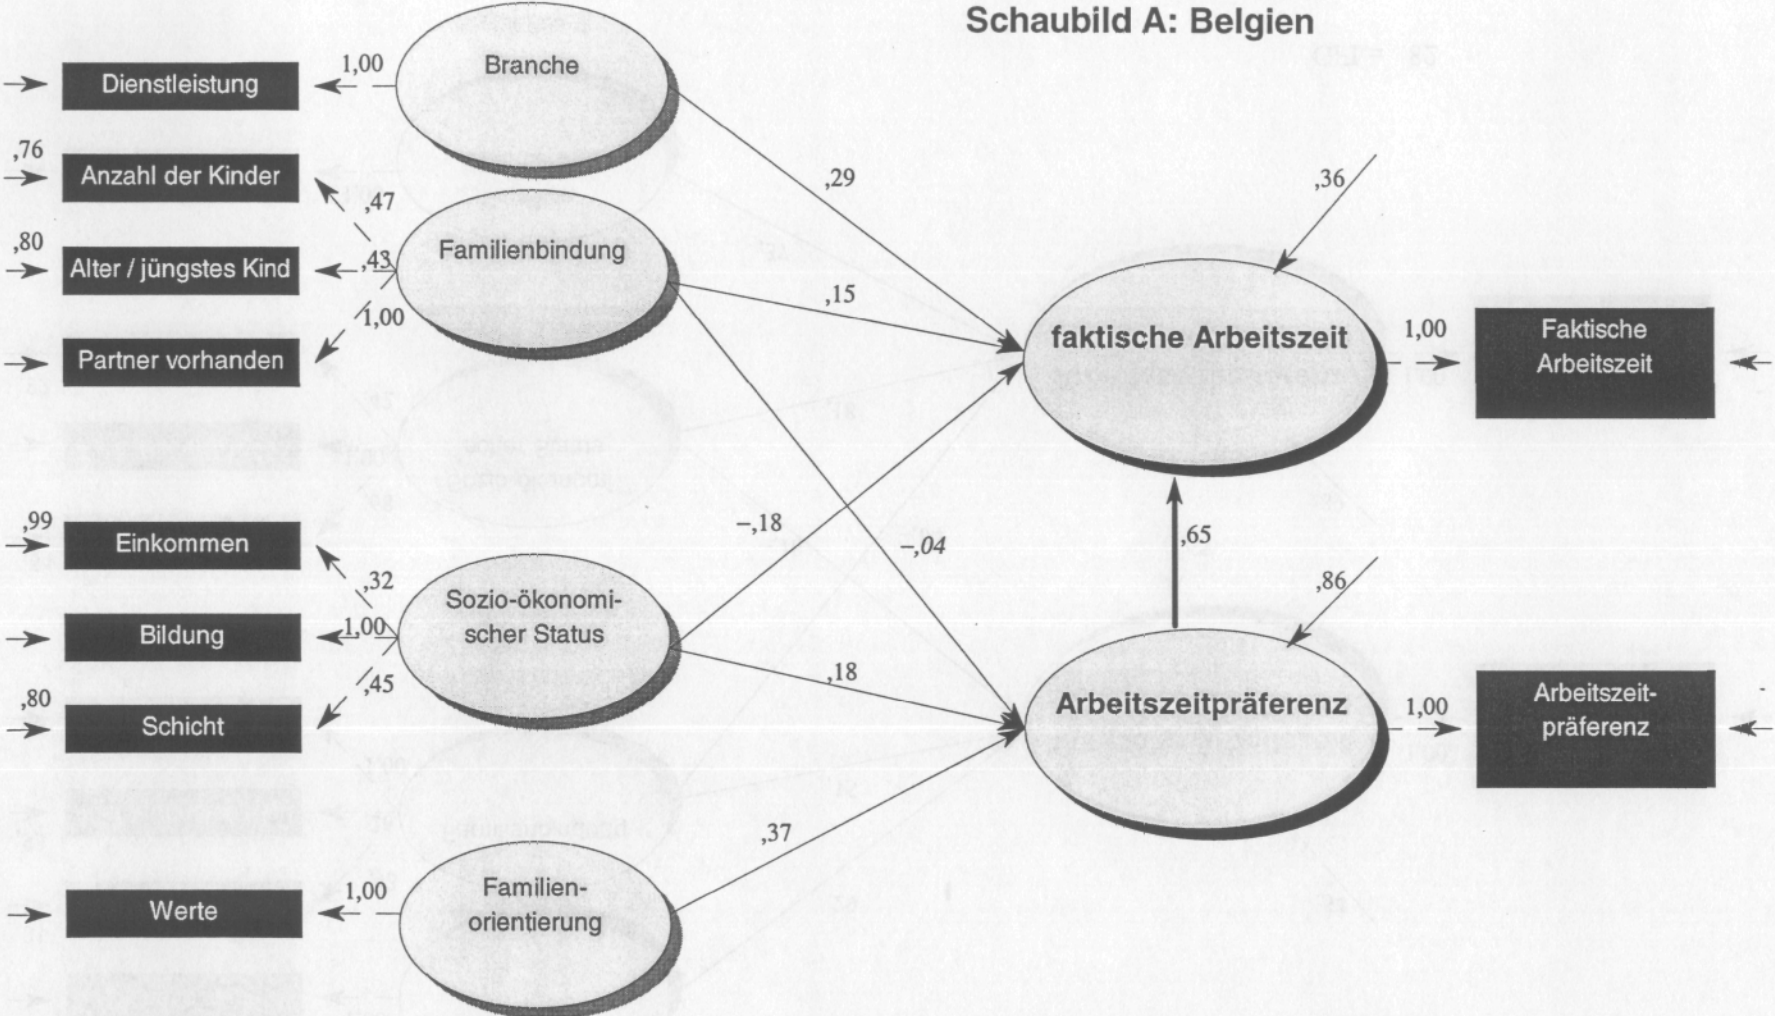 Schaubild A: Belgien
Branche
1,00
Dienstleistung
,76
Anzahl der Kinder
,47
,29
,36
,80
Familienbindung
Alter / jüngstes Kind
,43
,15
1,00
Partner vorhanden
faktische Arbeitszeit
1,00
Faktische
Arbeitszeit
,99
Einkommen
–,18
–,04
,65
,32
Sozio-ökonomi-
scher Status
,86
Bildung
1,00
,18
,80
,45
Schicht
Arbeitszeitpräferenz
1,00
Arbeitszeit-
präferenz
,37
Werte
1,00
Familien-
orientierung